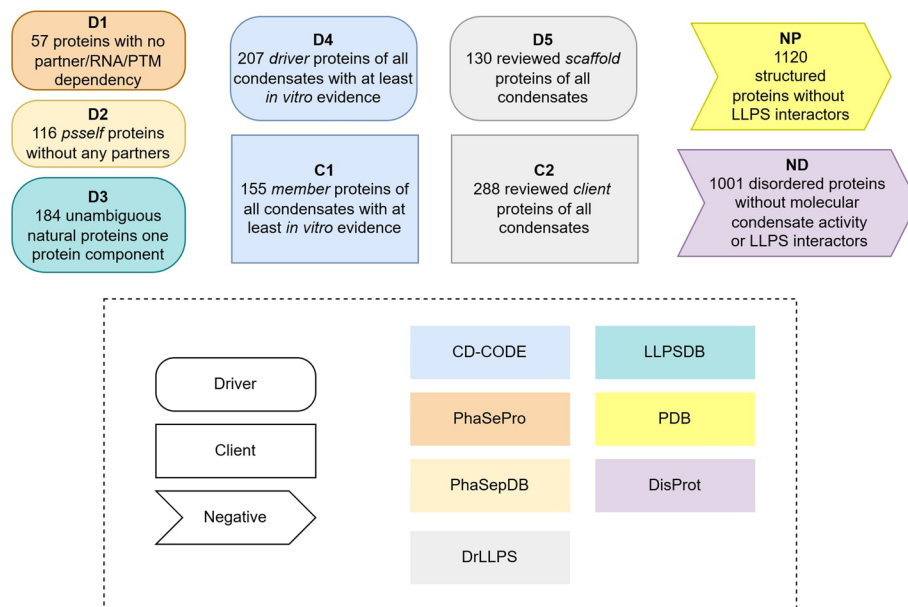 D1
57 proteins with no
partner/RNA/PTM
dependency
D2
116 psself proteins
without any partners
D3
184 unambiguous
natural proteins one
protein component
D4
207 driver proteins of all
condensates with at least
in vitro evidence
C1
155 member proteins of
all condensates with at
least in vitro evidence
D5
130 reviewed scaffold
proteins of all
condensates
C2
288 reviewed client
proteins of all
condensates
NP
1120
structured
proteins without
LLPS interactors
ND
1001 disordered proteins
without molecular
condensate activity
or LLPS interactors
Driver
Client
Negative
CD-CODE
PhaSePro
PhaSepDB
DrLLPS
LLPSDB
PDB
DisProt